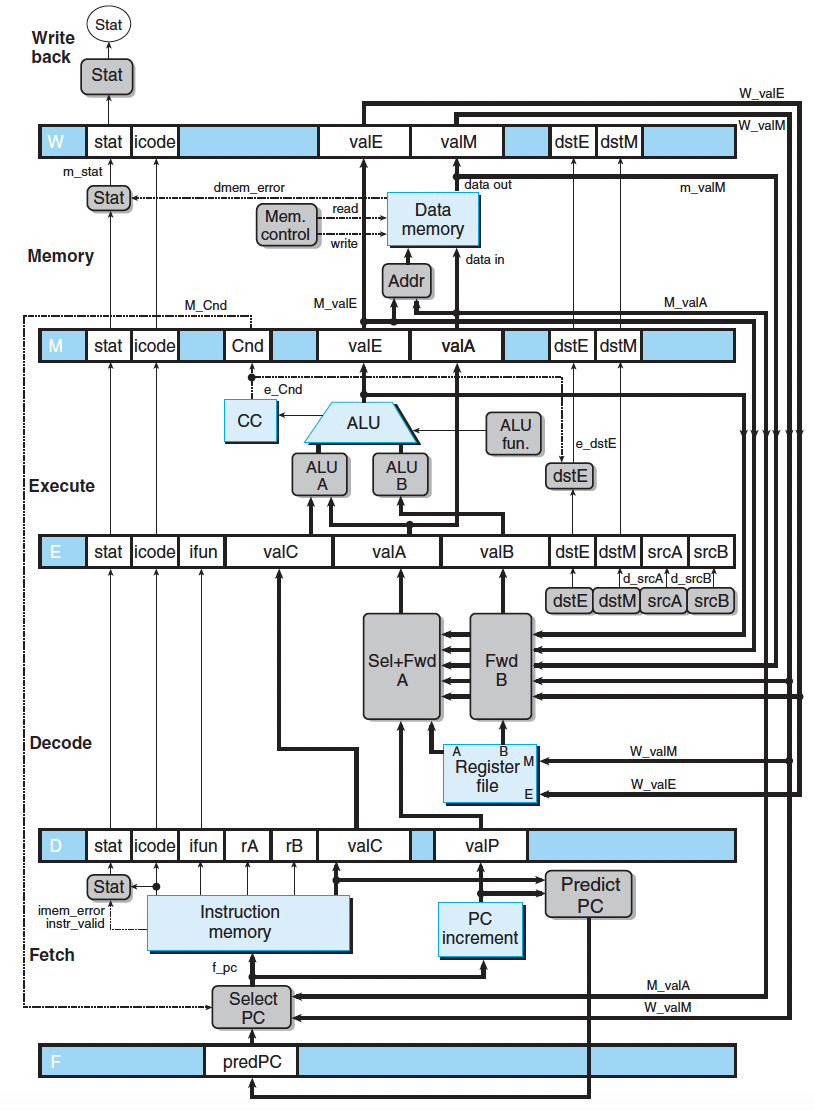 Stat
Write
back
Stat
W_valE
W_valM
W
stat
icode
valE
valM
dstE
dstM
m_stat
Stat
dmem_error
data out
m_valM
Mem.
control
read
write
Data
memory
Memory
Addr
data in
M_Cnd
M_valE
M_valA
M
stat
icode
Cnd
valE
valA
dstE
dstM
e_Cnd
CC
ALU
ALU
fun.
e_dstE
ALU
A
ALU
B
dstE
Execute
E
stat
icode
ifun
valC
valA
valB
dstE
dstM
srcA
srcB
d_srcA
d_srcB
dstE
dstM
srcA
srcB
Sel+Fwd
A
Fwd
B
Decode
A
B
M
Register
file
E
W_valM
W_valE
D
stat
icode
ifun
rA
rB
valC
valP
Stat
Predict
PC
imem_error
instr_valid
Instruction
memory
PC
increment
Fetch
f_pc
Select
PC
M_valA
W_valM
F
predPC